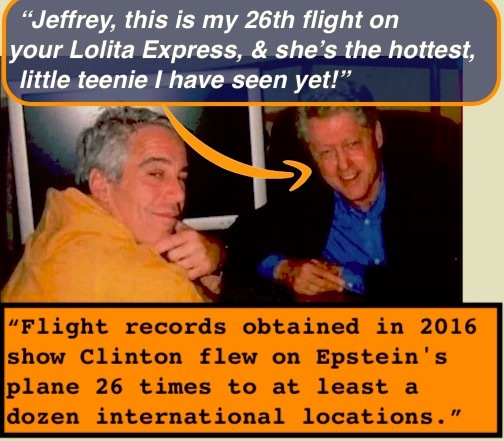 “Jeffrey, this is my 26th flight on
your Lolita Express, & she’s the hottest,
little teenie I have seen yet!”
“Flight records obtained in 2016
show Clinton flew on Epstein's
plane 26 times to at least a
dozen international locations.”